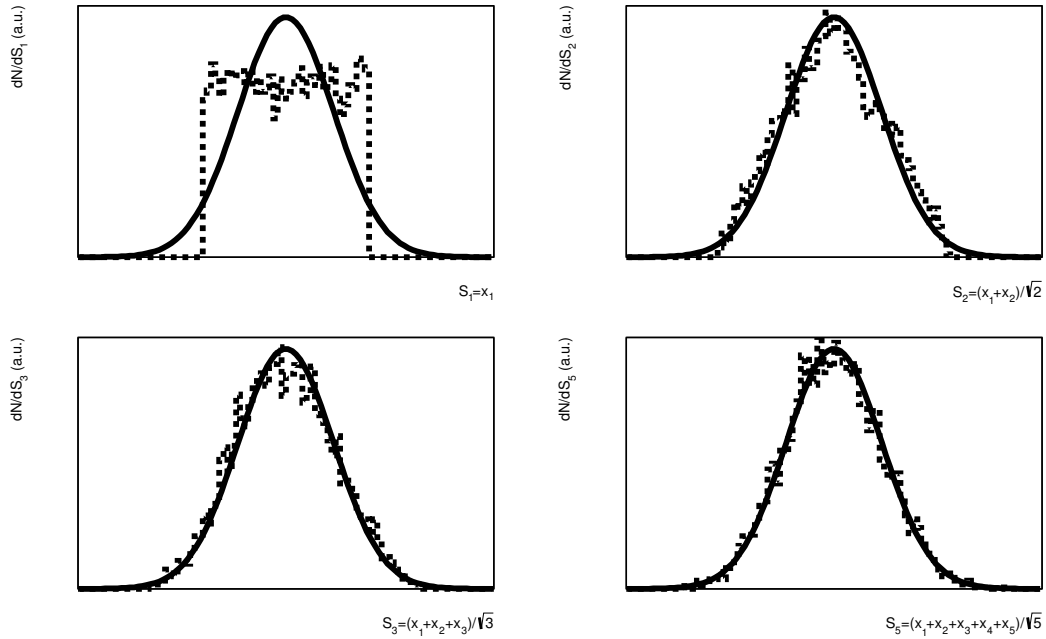 dN/dS₁ (a.u.)
S₁=x₁
dN/dS₂ (a.u.)
S₂=(x₁+x₂)/√2
dN/dS₃ (a.u.)
S₃=(x₁+x₂+x₃)/√3
dN/dS₅ (a.u.)
S₅=(x₁+x₂+x₃+x₄+x₅)/√5